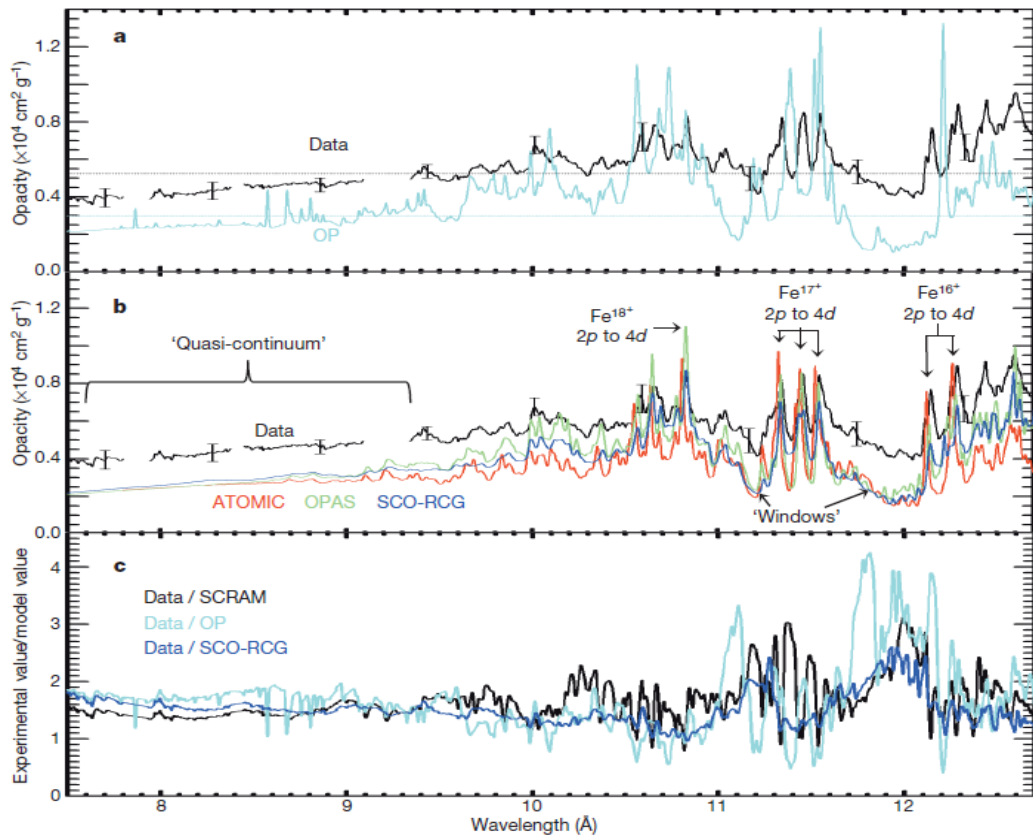 a
1.2
0.8
0.4
0.0
Opacity (×10⁴ cm² g⁻¹)
Data
OP
b
1.2
0.8
0.4
0.0
Opacity (×10⁴ cm² g⁻¹)
'Quasi-continuum'
Data
Fe¹⁸⁺
2p to 4d
Fe¹⁷⁺
2p to 4d
Fe¹⁶⁺
2p to 4d
ATOMIC OPAS SCO-RCG
'Windows'
c
4
3
2
1
0
Experimental value/model value
Data / SCRAM
Data / OP
Data / SCO-RCG
8 9 10 11 12
Wavelength (Å)